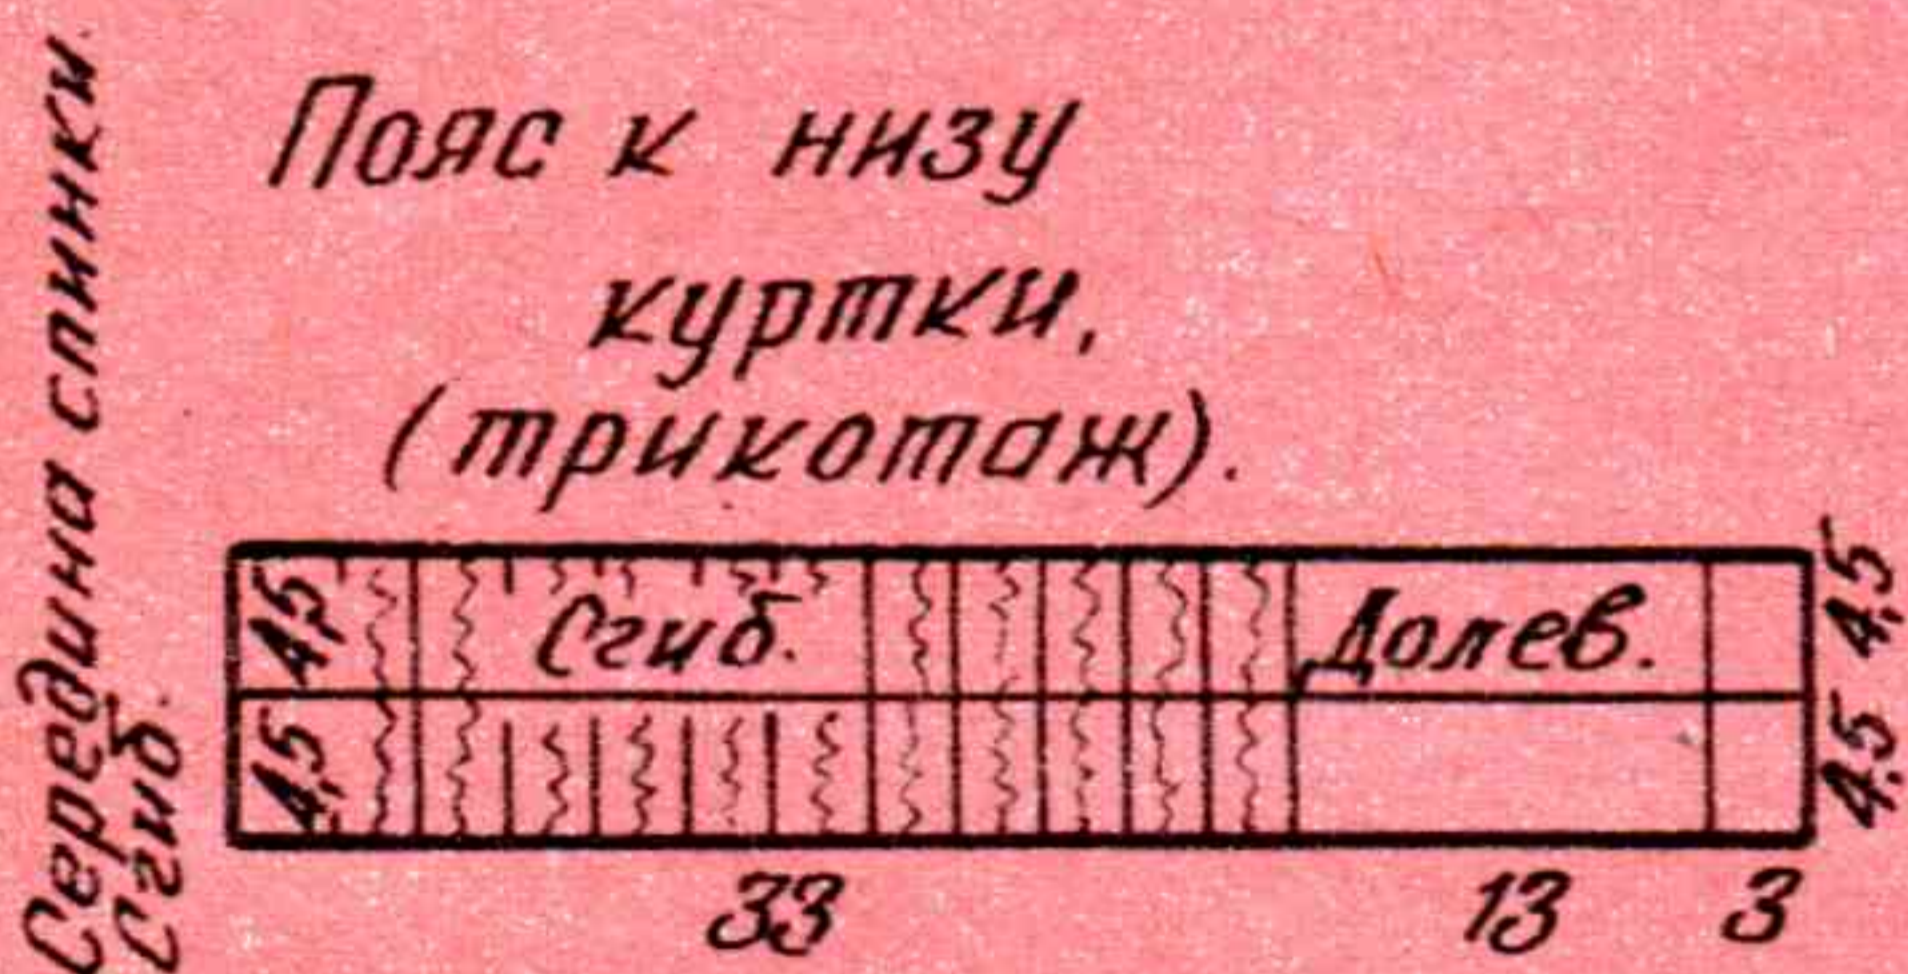 Середина спинки.
Сгиб.
Пояс к низу
куртки,
(трикотаж).
4,5
Сгиб.
Долев.
4,5
4,5
4,5
33
13
3